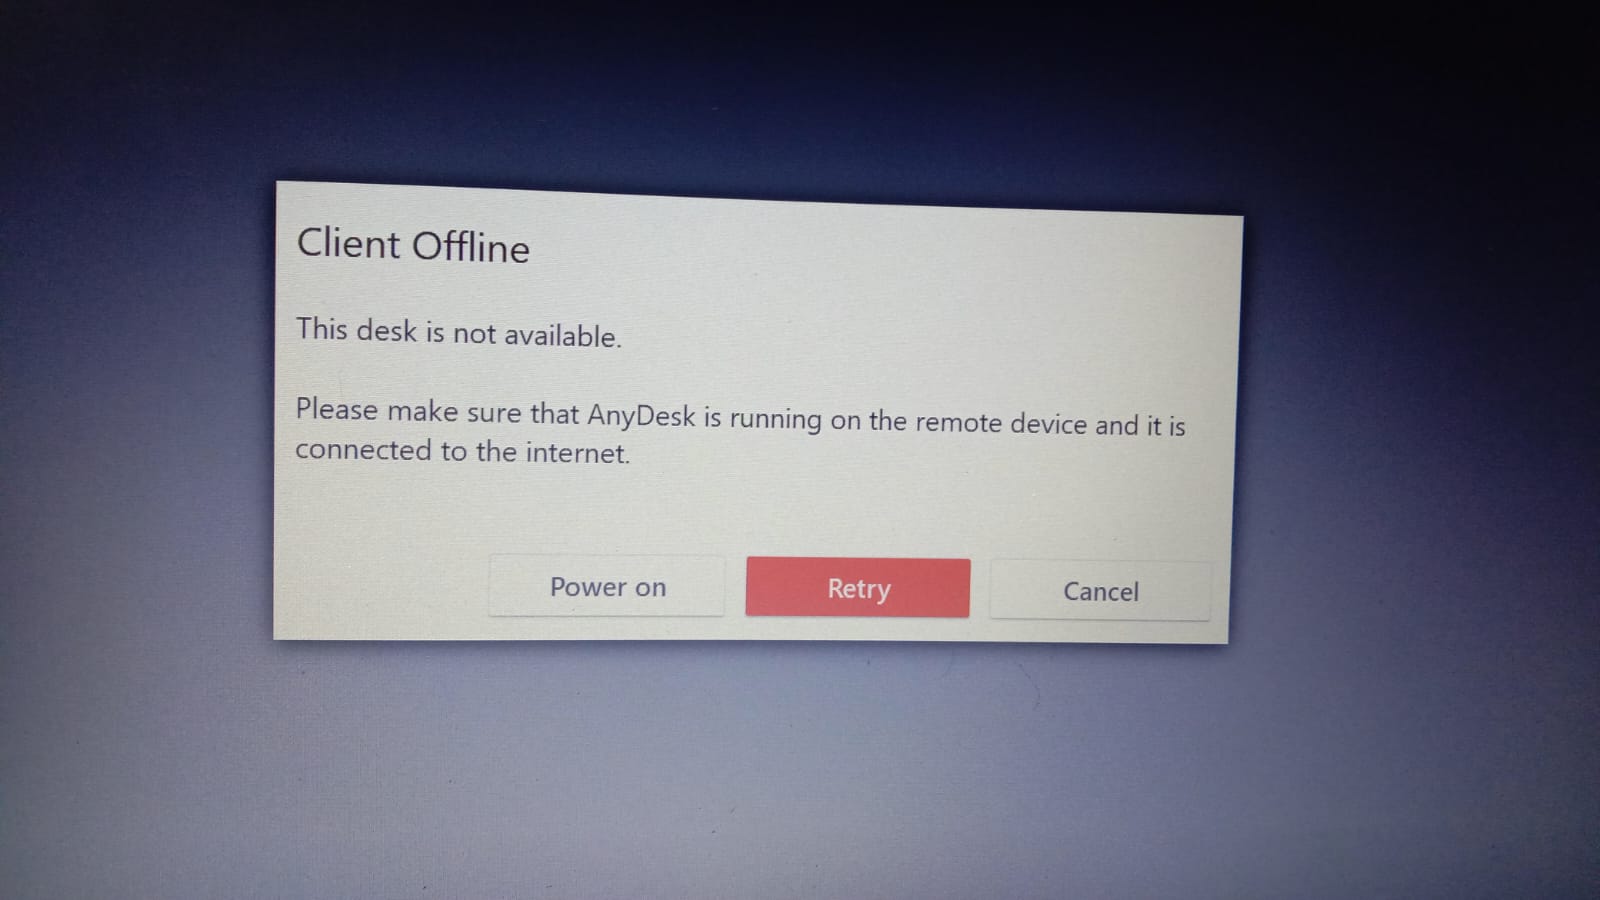 Client Offline
This desk is not available.
Please make sure that AnyDesk is running on the remote device and it is
connected to the internet.
Power on
Retry
Cancel